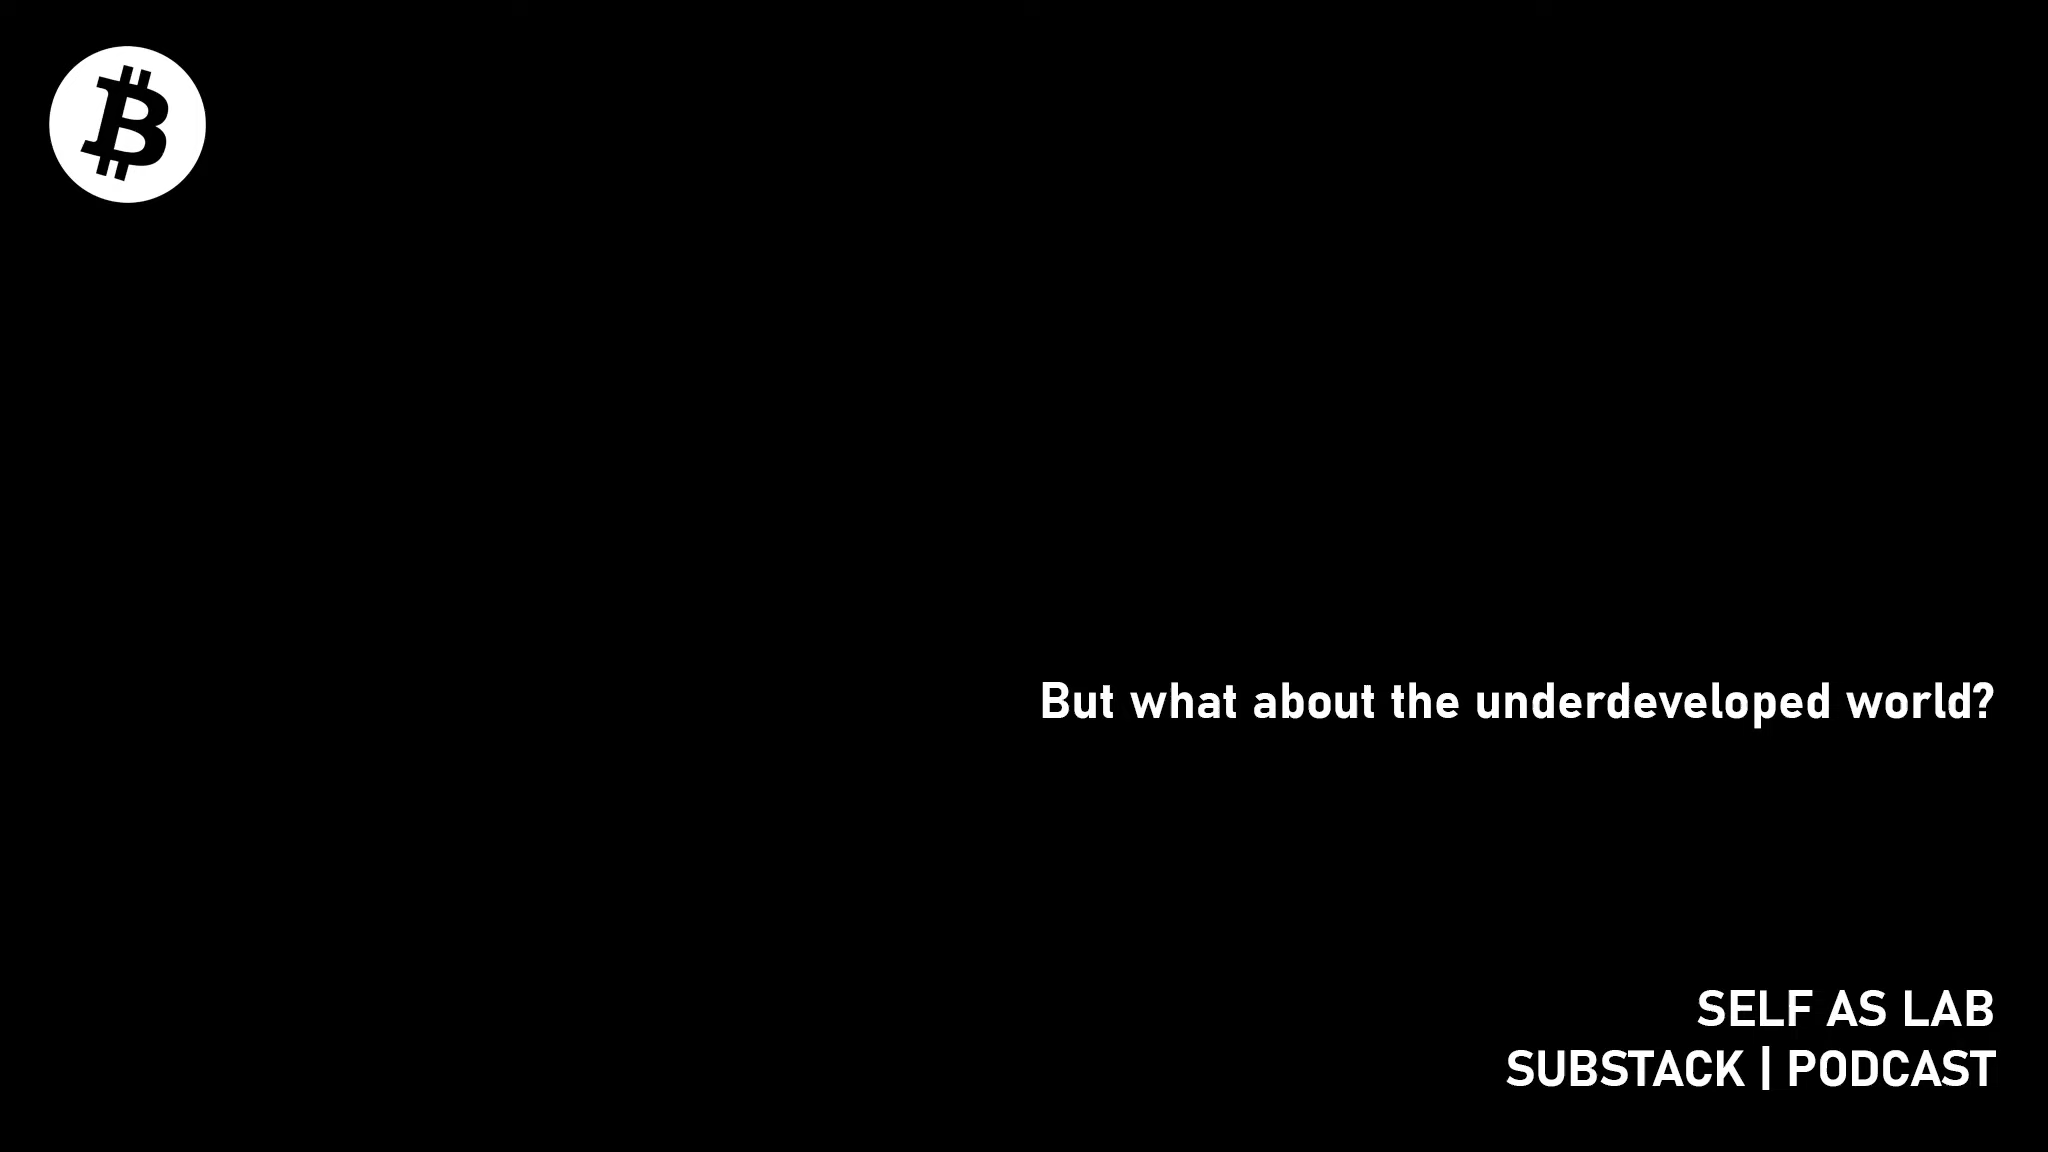 But what about the underdeveloped world?
SELF AS LAB
SUBSTACK | PODCAST